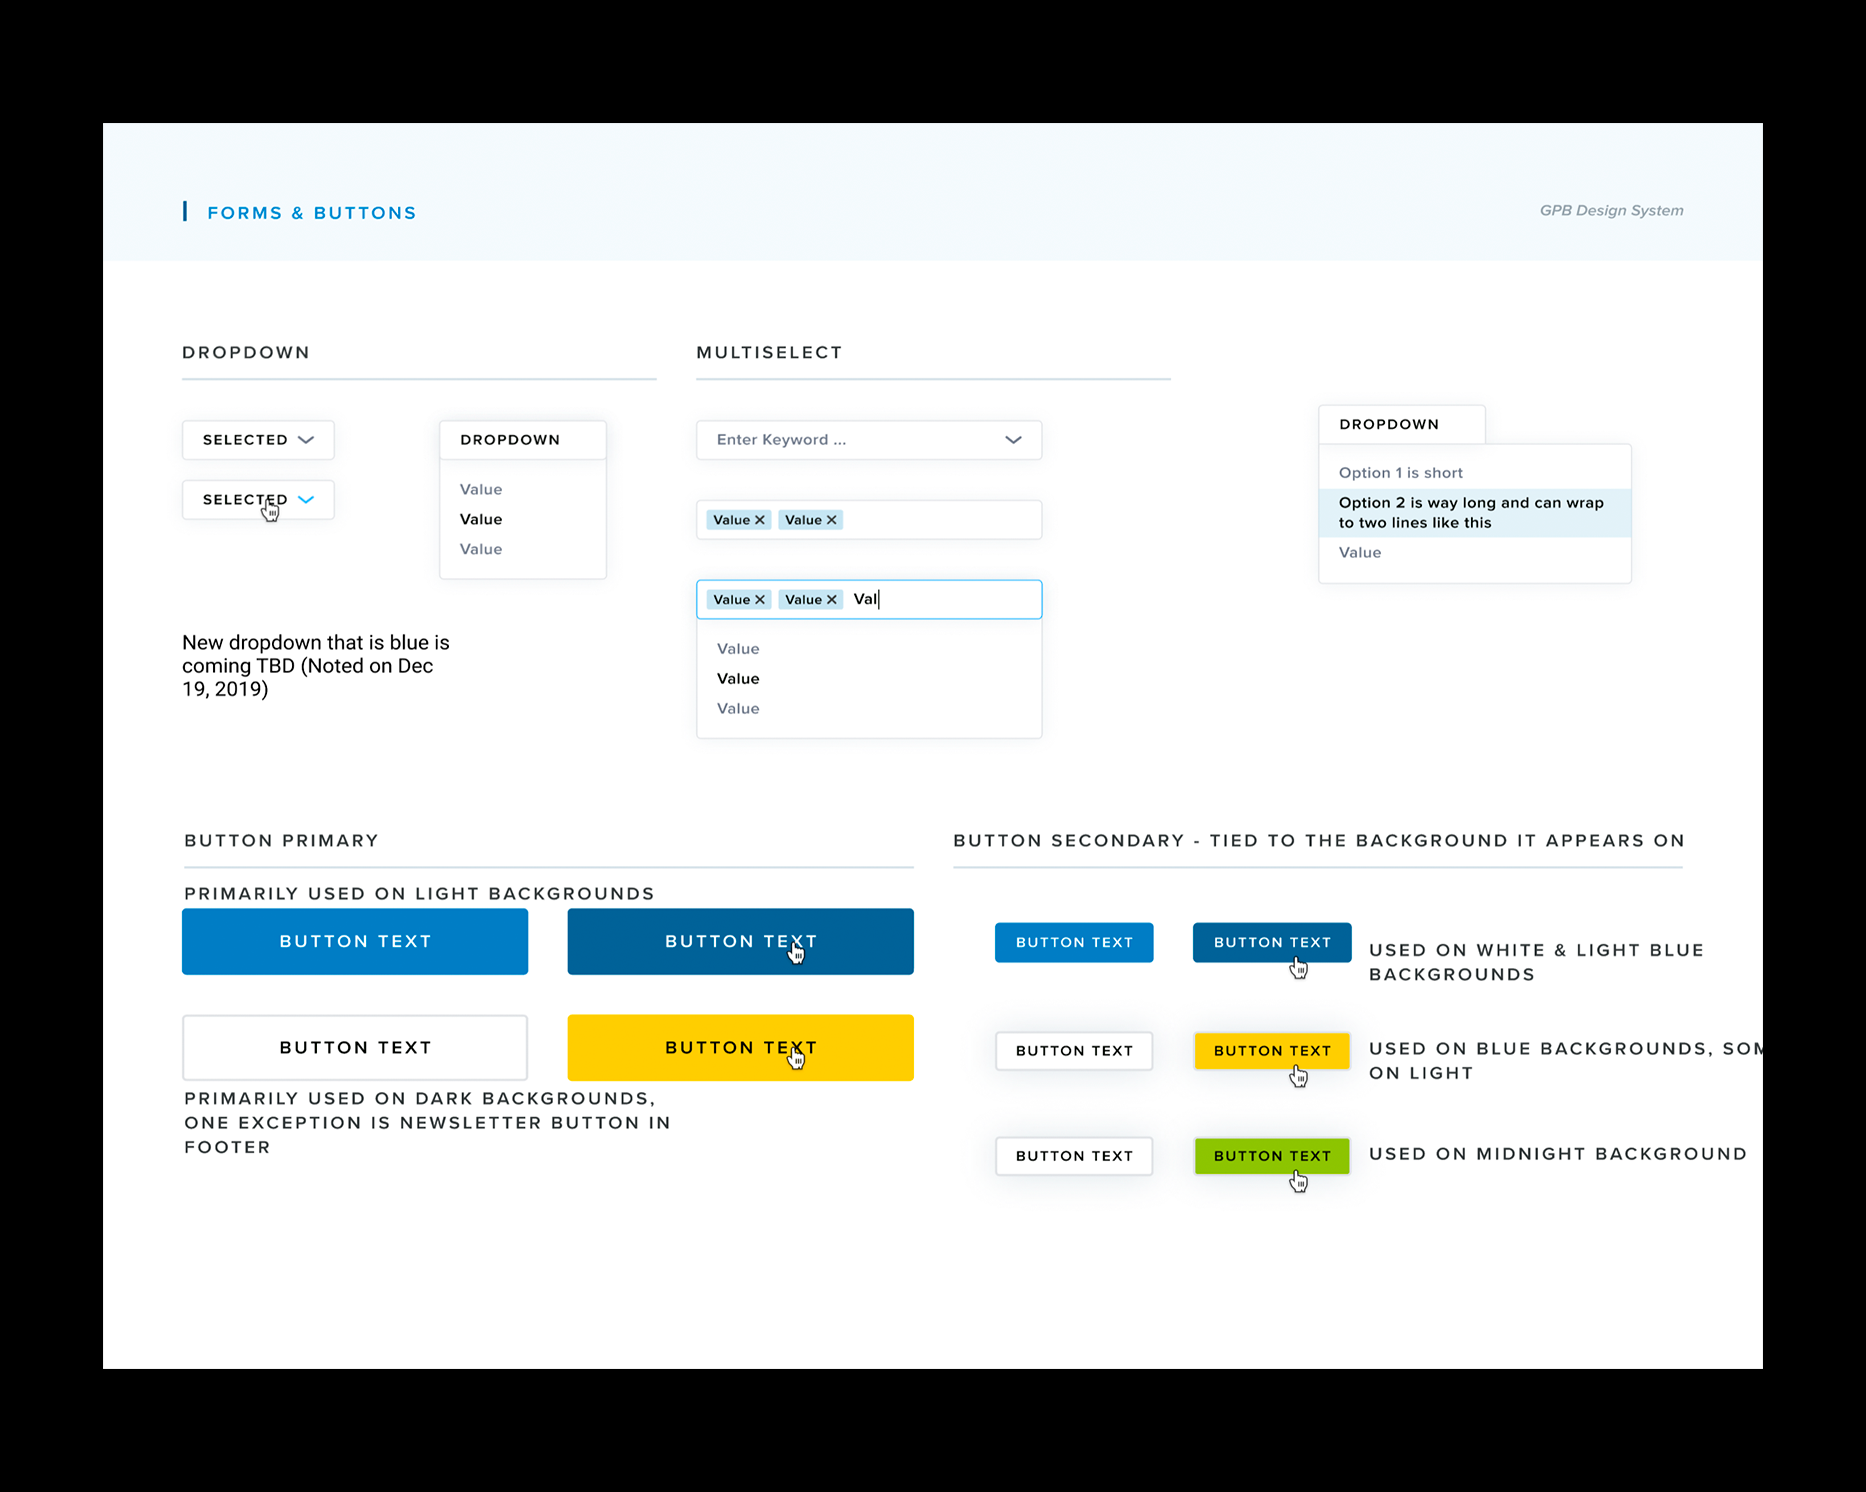 FORMS & BUTTONS
GPB Design System
DROPDOWN
SELECTED
SELECTED
DROPDOWN
Value
Value
Value
New dropdown that is blue is
coming TBD (Noted on Dec
19, 2019)
MULTISELECT
Enter Keyword ...
Value Value
Value Value Val
Value
Value
Value
DROPDOWN
Option 1 is short
Option 2 is way long and can wrap
to two lines like this
Value
BUTTON PRIMARY
PRIMARILY USED ON LIGHT BACKGROUNDS
BUTTON TEXT
BUTTON TEXT
BUTTON TEXT
BUTTON TEXT
PRIMARILY USED ON DARK BACKGROUNDS,
ONE EXCEPTION IS NEWSLETTER BUTTON IN
FOOTER
BUTTON SECONDARY - TIED TO THE BACKGROUND IT APPEARS ON
BUTTON TEXT
BUTTON TEXT
USED ON WHITE & LIGHT BLUE
BACKGROUNDS
BUTTON TEXT
BUTTON TEXT
USED ON BLUE BACKGROUNDS,
ON LIGHT
BUTTON TEXT
BUTTON TEXT
USED ON MIDNIGHT BACKGROUND